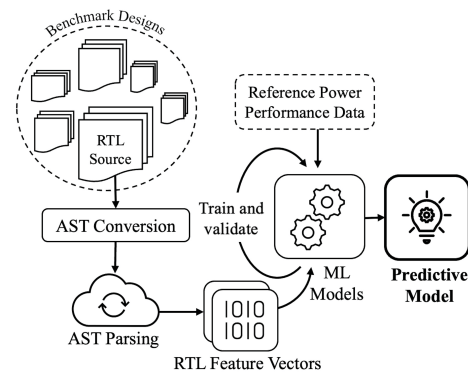 Benchmark Designs
RTL
Source
Reference Power
Performance Data
Train and
validate
AST Conversion
ML
Models
Predictive
Model
AST Parsing
1010
1010
RTL Feature Vectors